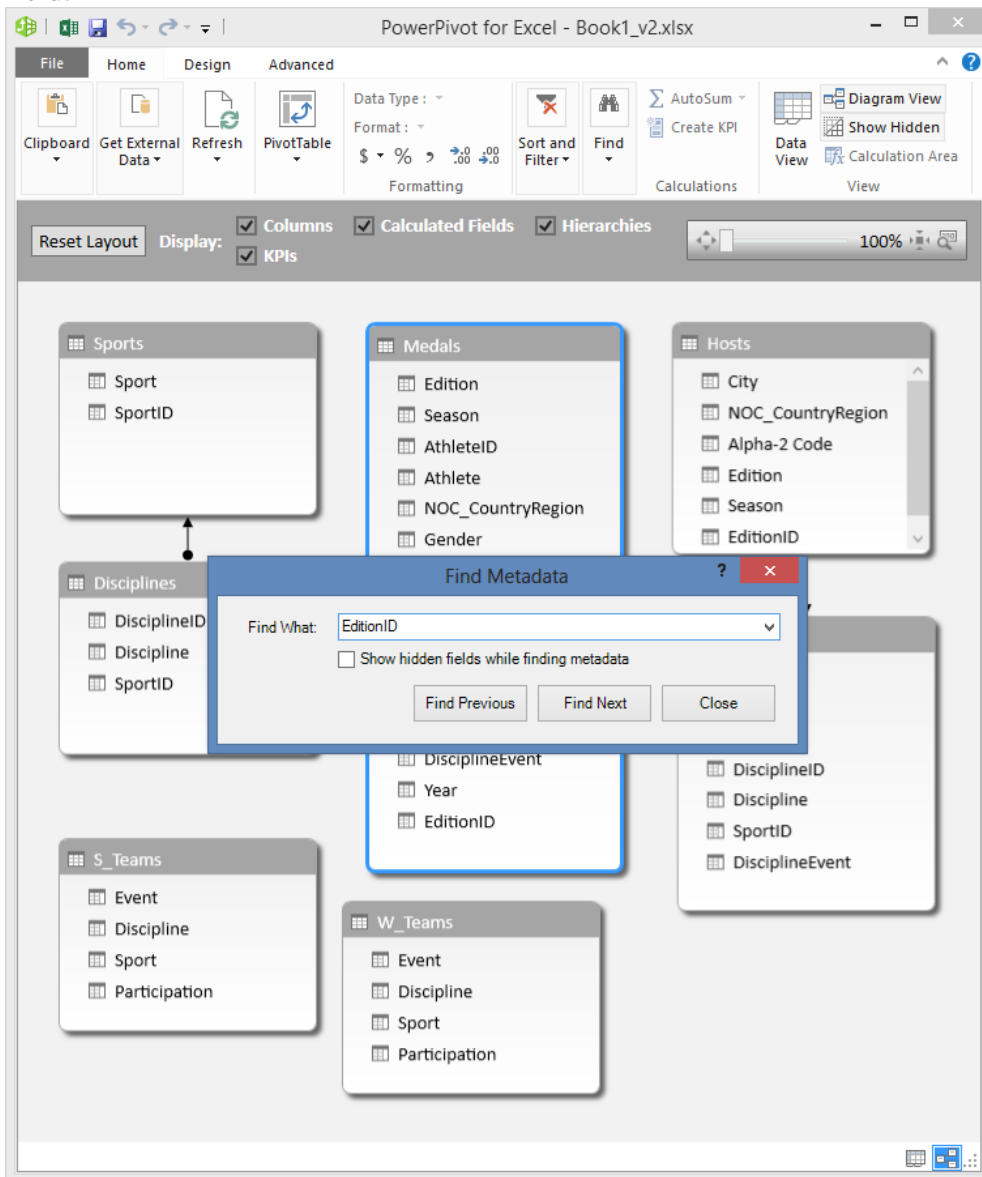 PowerPivot for Excel - Book1_v2.xlsx
File Home Design Advanced
Clipboard
Get External Data
Refresh
PivotTable
Data Type :
Format :
$ % , .00 .00
Formatting
Sort and Filter
Find
AutoSum
Create KPI
Calculations
Data View
Diagram View
Show Hidden
Calculation Area
View
Reset Layout Display: Columns Calculated Fields Hierarchies
KPIs
100%
Sports
Sport
SportID
Medals
Edition
Season
AthleteID
Athlete
NOC_CountryRegion
Gender
Hosts
City
NOC_CountryRegion
Alpha-2 Code
Edition
Season
EditionID
Disciplines
DisciplineID
Discipline
SportID
Find Metadata ?
Find What: EditionID
Show hidden fields while finding metadata
Find Previous Find Next Close
DisciplineEvent
Year
EditionID
DisciplineID
Discipline
SportID
DisciplineEvent
S_Teams
Event
Discipline
Sport
Participation
W_Teams
Event
Discipline
Sport
Participation